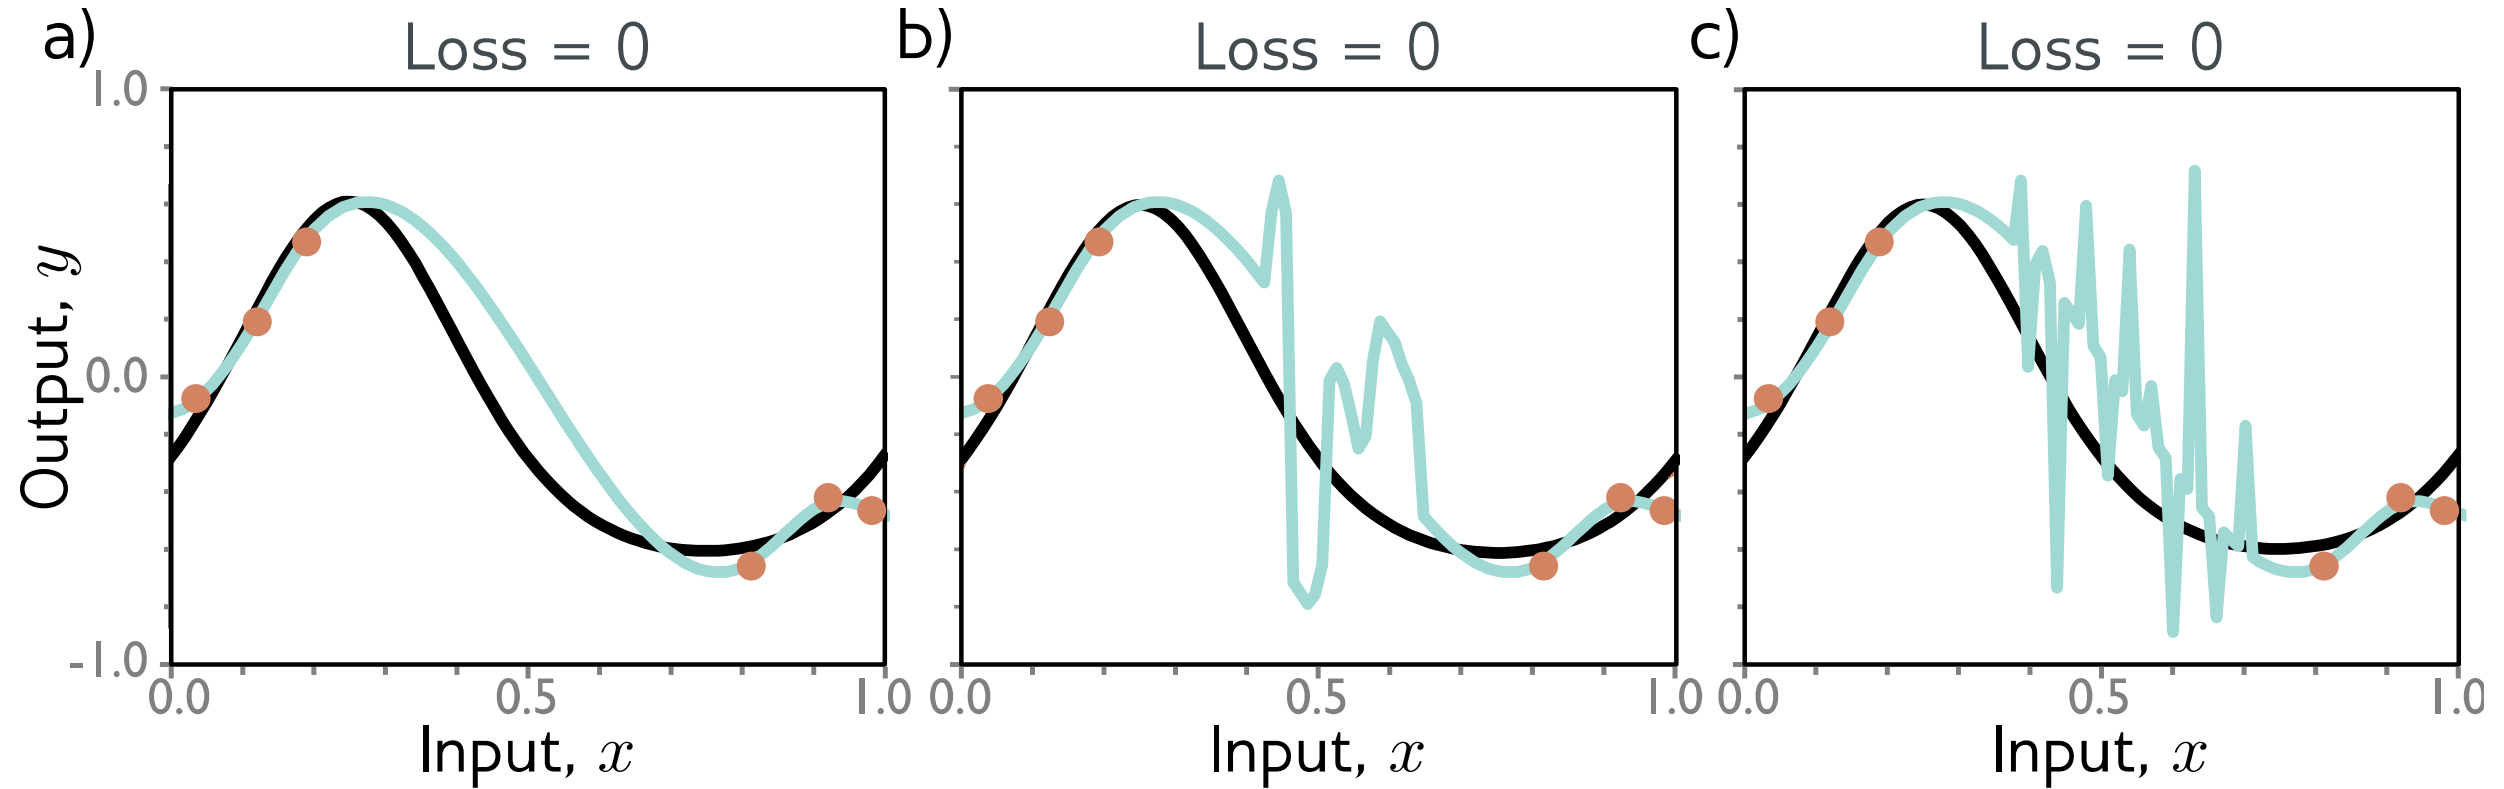 a) Loss = 0 b) Loss = 0 c) Loss = 0
1.0
Output, y
0.0
-1.0
0.0 0.5 1.0 0.0 0.5 1.0 0.0 0.5 1.0
Input, x Input, x Input, x